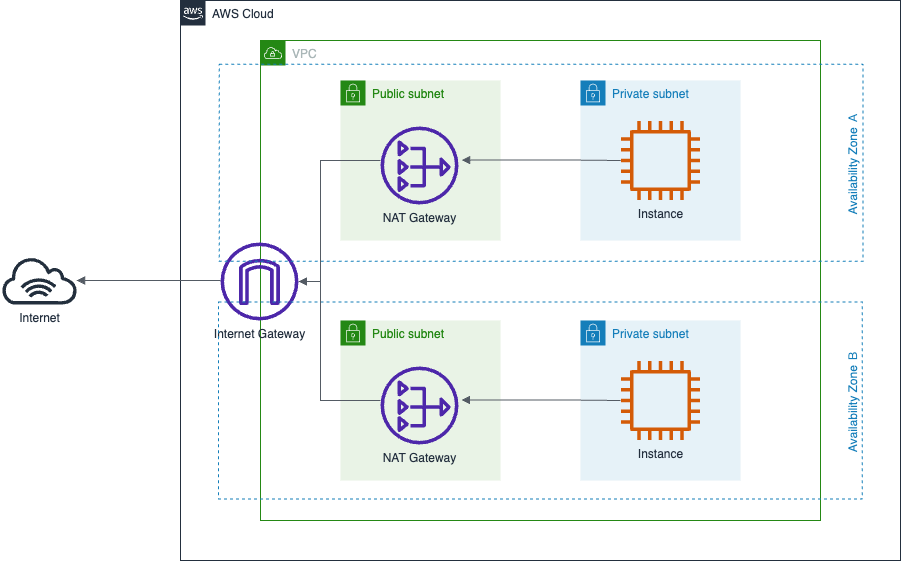 aws
AWS Cloud
VPC
Public subnet
Private subnet
NAT Gateway
Instance
Availability Zone A
Internet
Internet Gateway
Public subnet
Private subnet
NAT Gateway
Instance
Availability Zone B